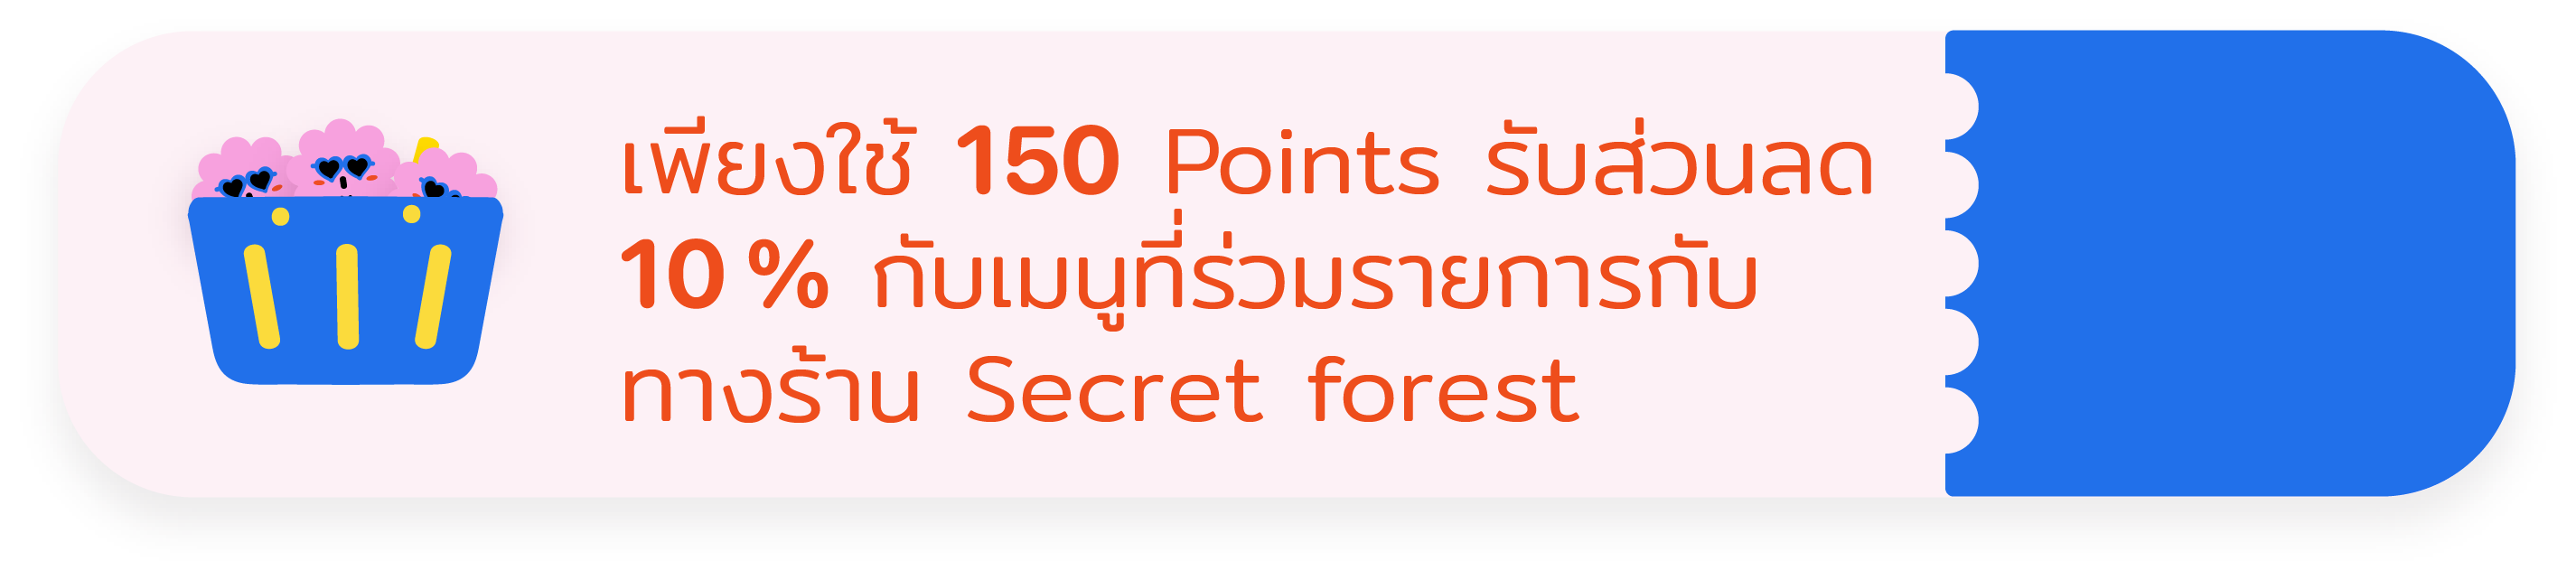 เพียงใช้ 150 Points รับส่วนลด
10 % กับเมนูที่ร่วมรายการกับ
ทางร้าน Secret forest